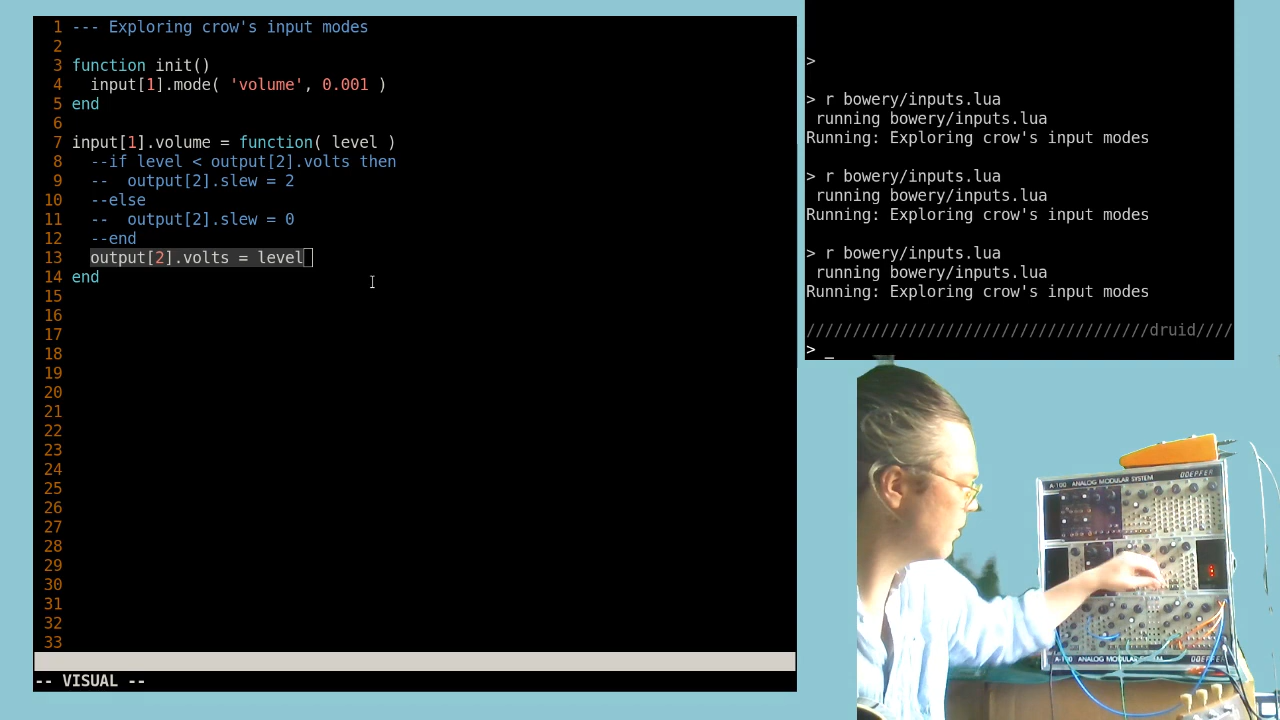 1 --- Exploring crow's input modes
2
3 function init()
4 input[1].mode( 'volume', 0.001 )
5 end
6
7 input[1].volume = function( level )
8 --if level < output[2].volts then
9 -- output[2].slew = 2
10 --else
11 -- output[2].slew = 0
12 --end
13 output[2].volts = level
14 end
15
16
17
18
19
20
21
22
23
24
25
26
27
28
29
30
31
32
33
-- VISUAL --
>
> r bowery/inputs.lua
running bowery/inputs.lua
Running: Exploring crow's input modes
> r bowery/inputs.lua
running bowery/inputs.lua
Running: Exploring crow's input modes
> r bowery/inputs.lua
running bowery/inputs.lua
Running: Exploring crow's input modes
/////////////////////////////////////druid////
> _
A-100 ANALOG MODULAR SYSTEM DOEPFER
A-100 ANALOG MODULAR SYSTEM DOEPFER